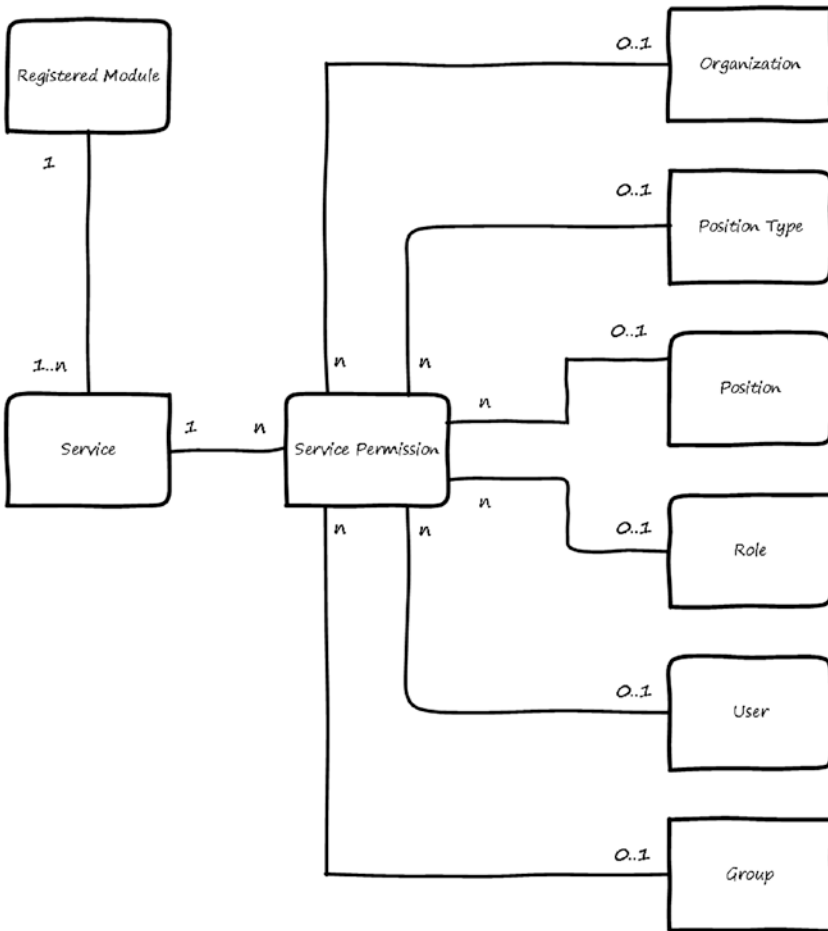 Registered Module
1
1..n
Service
1
n
Service Permission
n
n
n
n
n
n
0..1
Organization
0..1
Position Type
0..1
Position
0..1
Role
0..1
User
0..1
Group